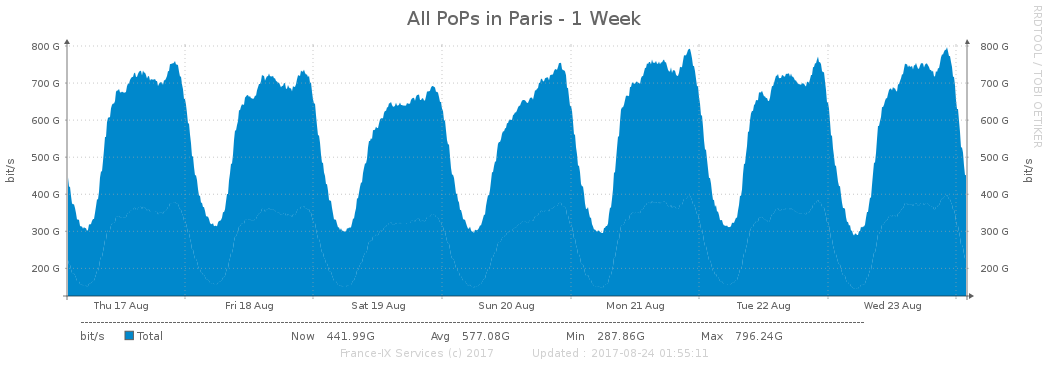 All PoPs in Paris - 1 Week
RRDTOOL / TOBI OETIKER
bit/s
800 G
700 G
600 G
500 G
400 G
300 G
200 G
800 G
700 G
600 G
500 G
400 G
300 G
200 G
bit/s
Thu 17 Aug Fri 18 Aug Sat 19 Aug Sun 20 Aug Mon 21 Aug Tue 22 Aug Wed 23 Aug
bit/s Total Now 441.99G Avg 577.08G Min 287.86G Max 796.24G
France-IX Services (c) 2017 Updated : 2017-08-24 01:55:11